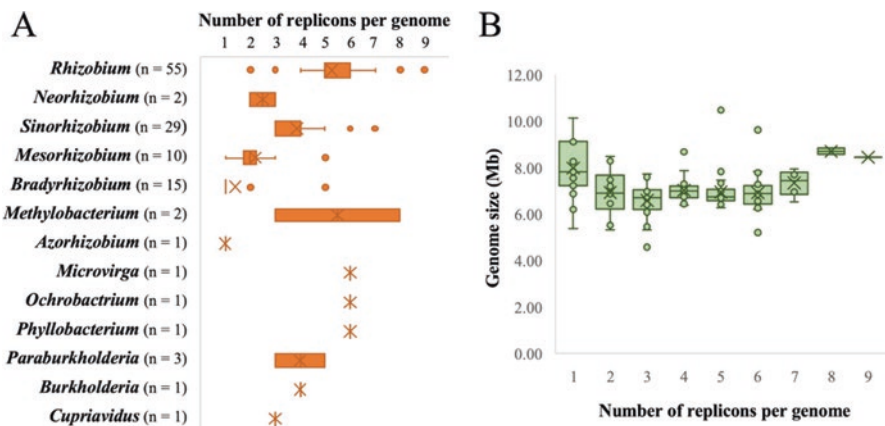 A
Number of replicons per genome
1 2 3 4 5 6 7 8 9
Rhizobium (n = 55)
Neorhizobium (n = 2)
Sinorhizobium (n = 29)
Mesorhizobium (n = 10)
Bradyrhizobium (n = 15)
Methylobacterium (n = 2)
Azorhizobium (n = 1)
Microvirga (n = 1)
Ochrobactrium (n = 1)
Phyllobacterium (n = 1)
Paraburkholderia (n = 3)
Burkholderia (n = 1)
Cupriavidus (n = 1)
B
Genome size (Mb)
12.00
10.00
8.00
6.00
4.00
2.00
0.00
1 2 3 4 5 6 7 8 9
Number of replicons per genome